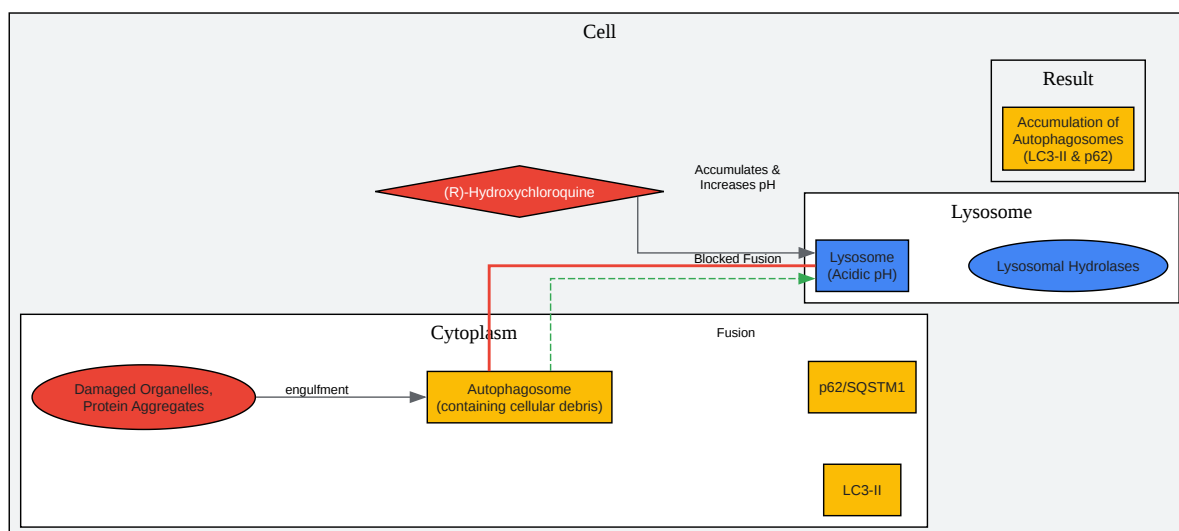 Cell
Result
Accumulation of
Autophagosomes
(LC3-II & p62)
(R)-Hydroxychloroquine
Accumulates &
Increases pH
Lysosome
Lysosome
(Acidic pH)
Lysosomal Hydrolases
Blocked Fusion
Cytoplasm
Fusion
Damaged Organelles,
Protein Aggregates
engulfment
Autophagosome
(containing cellular debris)
p62/SQSTM1
LC3-II